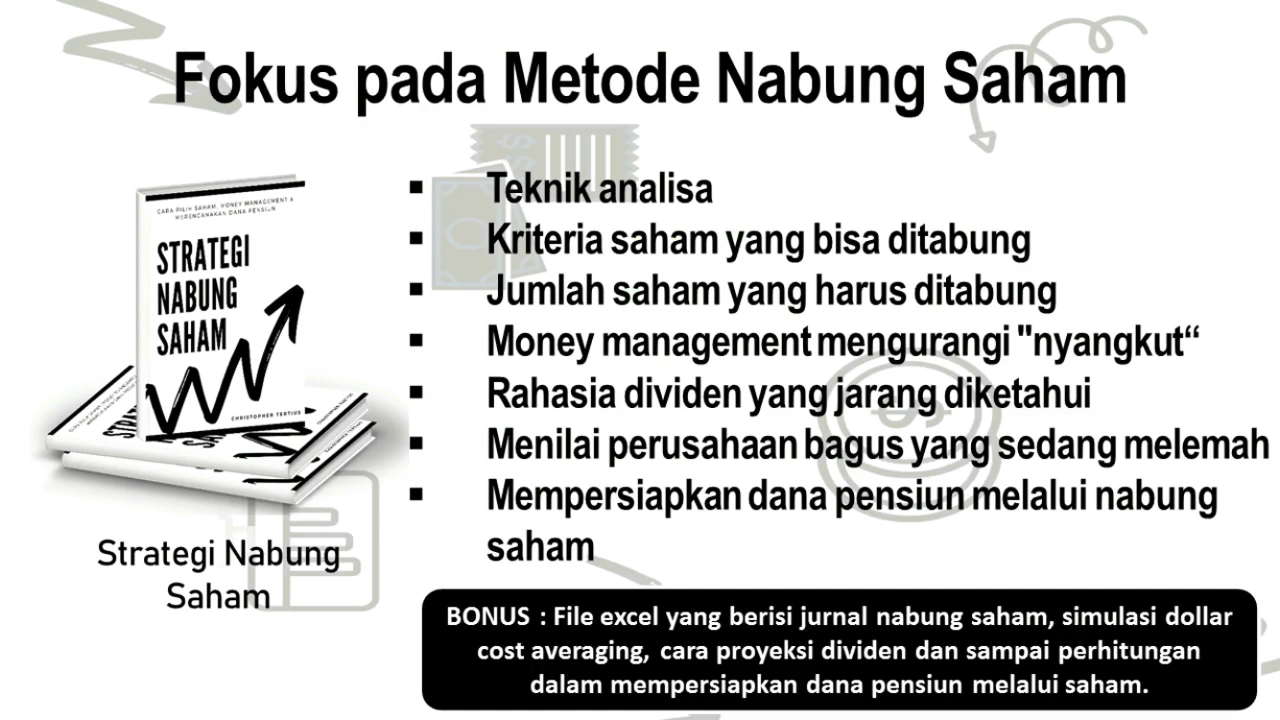 Fokus pada Metode Nabung Saham
CARA PILIH SAHAM, MONEY MANAGEMENT &
MERENCANAKAN DANA PENSIUN
STRATEGI
NABUNG
SAHAM
CHRISTOPHER TERTIUS
Strategi Nabung
Saham
▪ Teknik analisa
▪ Kriteria saham yang bisa ditabung
▪ Jumlah saham yang harus ditabung
▪ Money management mengurangi "nyangkut“
▪ Rahasia dividen yang jarang diketahui
▪ Menilai perusahaan bagus yang sedang melemah
▪ Mempersiapkan dana pensiun melalui nabung
saham
BONUS : File excel yang berisi jurnal nabung saham, simulasi dollar
cost averaging, cara proyeksi dividen dan sampai perhitungan
dalam mempersiapkan dana pensiun melalui saham.